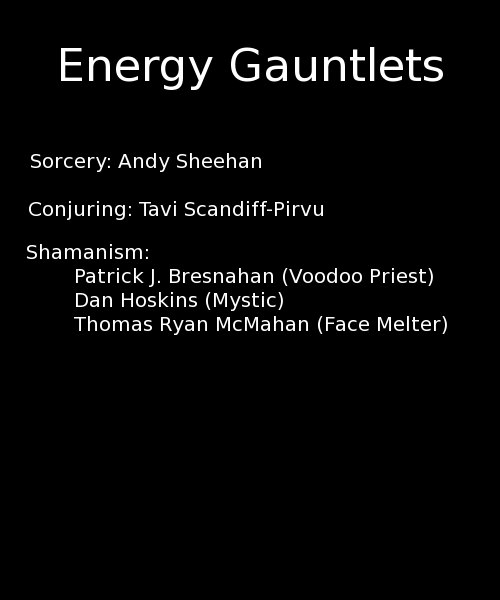 Energy Gauntlets
Sorcery: Andy Sheehan
Conjuring: Tavi Scandiff-Pirvu
Shamanism:
Patrick J. Bresnahan (Voodoo Priest)
Dan Hoskins (Mystic)
Thomas Ryan McMahan (Face Melter)